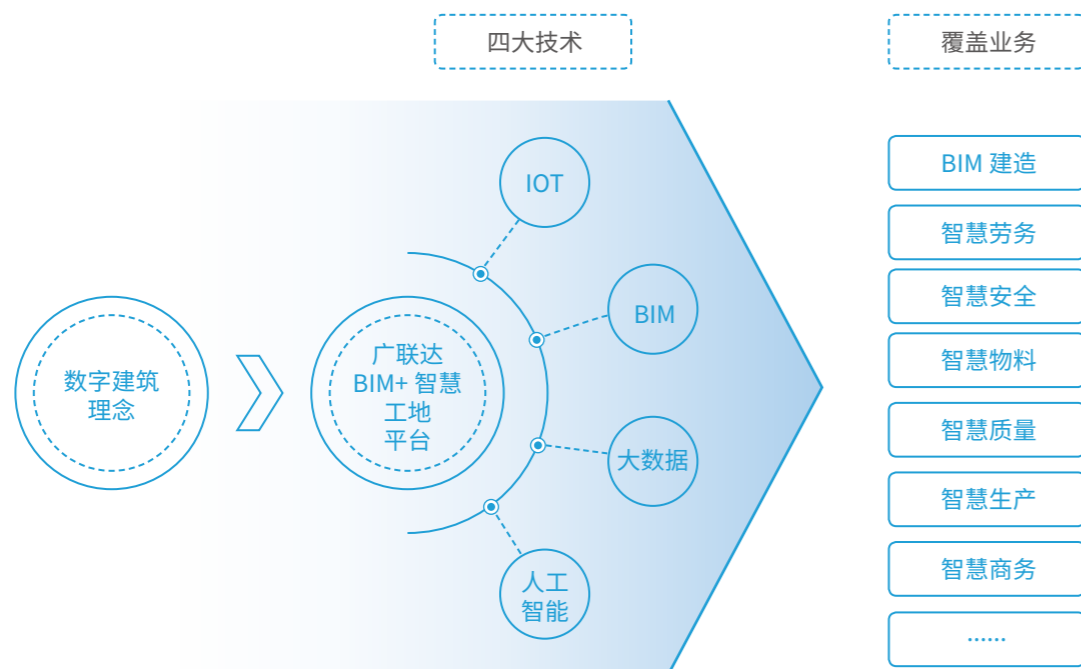 四大技术
覆盖业务
数字建筑
理念
广联达
BIM+ 智慧
工地
平台
IOT
BIM
大数据
人工
智能
BIM 建造
智慧劳务
智慧安全
智慧物料
智慧质量
智慧生产
智慧商务
……